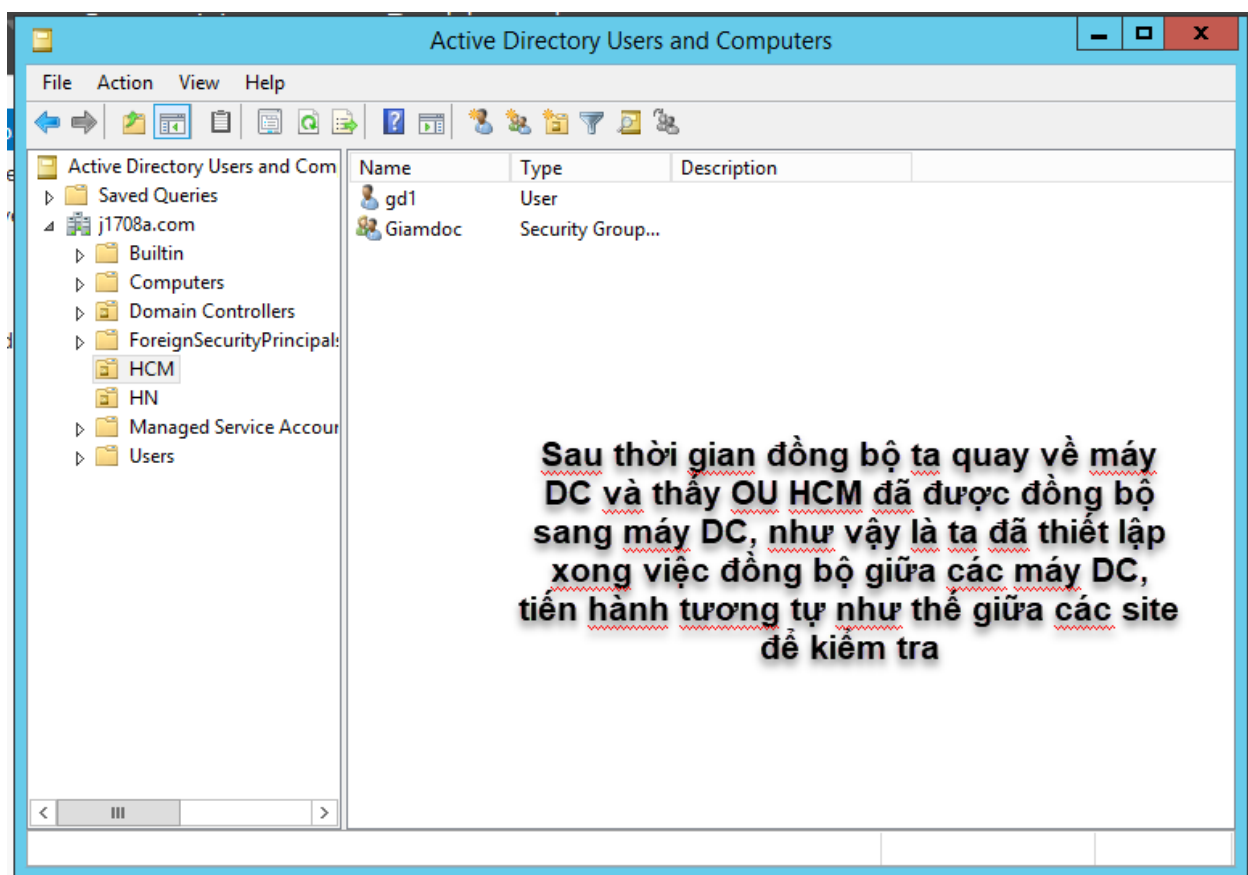 Active Directory Users and Computers
File Action View Help
Active Directory Users and Com
Name Type Description
Saved Queries
gd1 User
j1708a.com
Giamdoc Security Group...
Builtin
Computers
Domain Controllers
ForeignSecurityPrincipals
HCM
HN
Managed Service Accour
Users
Sau thời gian đồng bộ ta quay về máy
DC và thấy OU HCM đã được đồng bộ
sang máy DC, như vậy là ta đã thiết lập
xong việc đồng bộ giữa các máy DC,
tiến hành tương tự như thế giữa các site
để kiểm tra